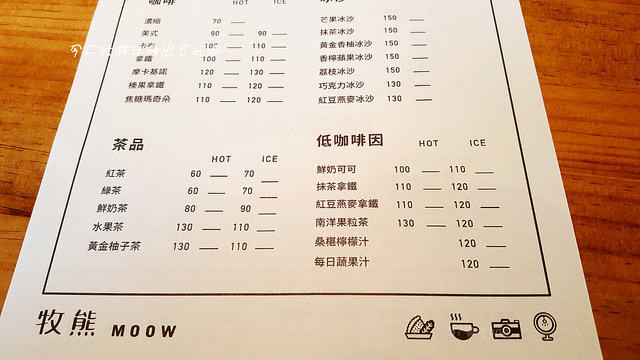 咖啡 HOT ICE
濃縮 70 —
美式 90 — 90 —
110 —
拿鐵 100 — 110 —
摩卡基諾 120 — 130 —
榛果拿鐵 110 — 120 —
焦糖瑪奇朵 110 — 120 —
冰沙
芒果冰沙 150 —
抹茶冰沙 150 —
黃金香柚冰沙 150 —
香檸蘋果冰沙 150 —
荔枝冰沙 150 —
巧克力冰沙 130 —
紅豆燕麥冰沙 130 —
茶品 HOT ICE
紅茶 60 — 70 —
綠茶 60 — 70 —
鮮奶茶 80 — 90 —
水果茶 130 — 110 —
黃金柚子茶 130 — 110 —
低咖啡因 HOT ICE
鮮奶可可 100 — 110 —
抹茶拿鐵 110 — 120 —
紅豆燕麥拿鐵 110 — 120 —
南洋果粒茶 130 — 120 —
桑椹檸檬汁 120 —
每日蔬果汁 120 —
牧熊 MOOW